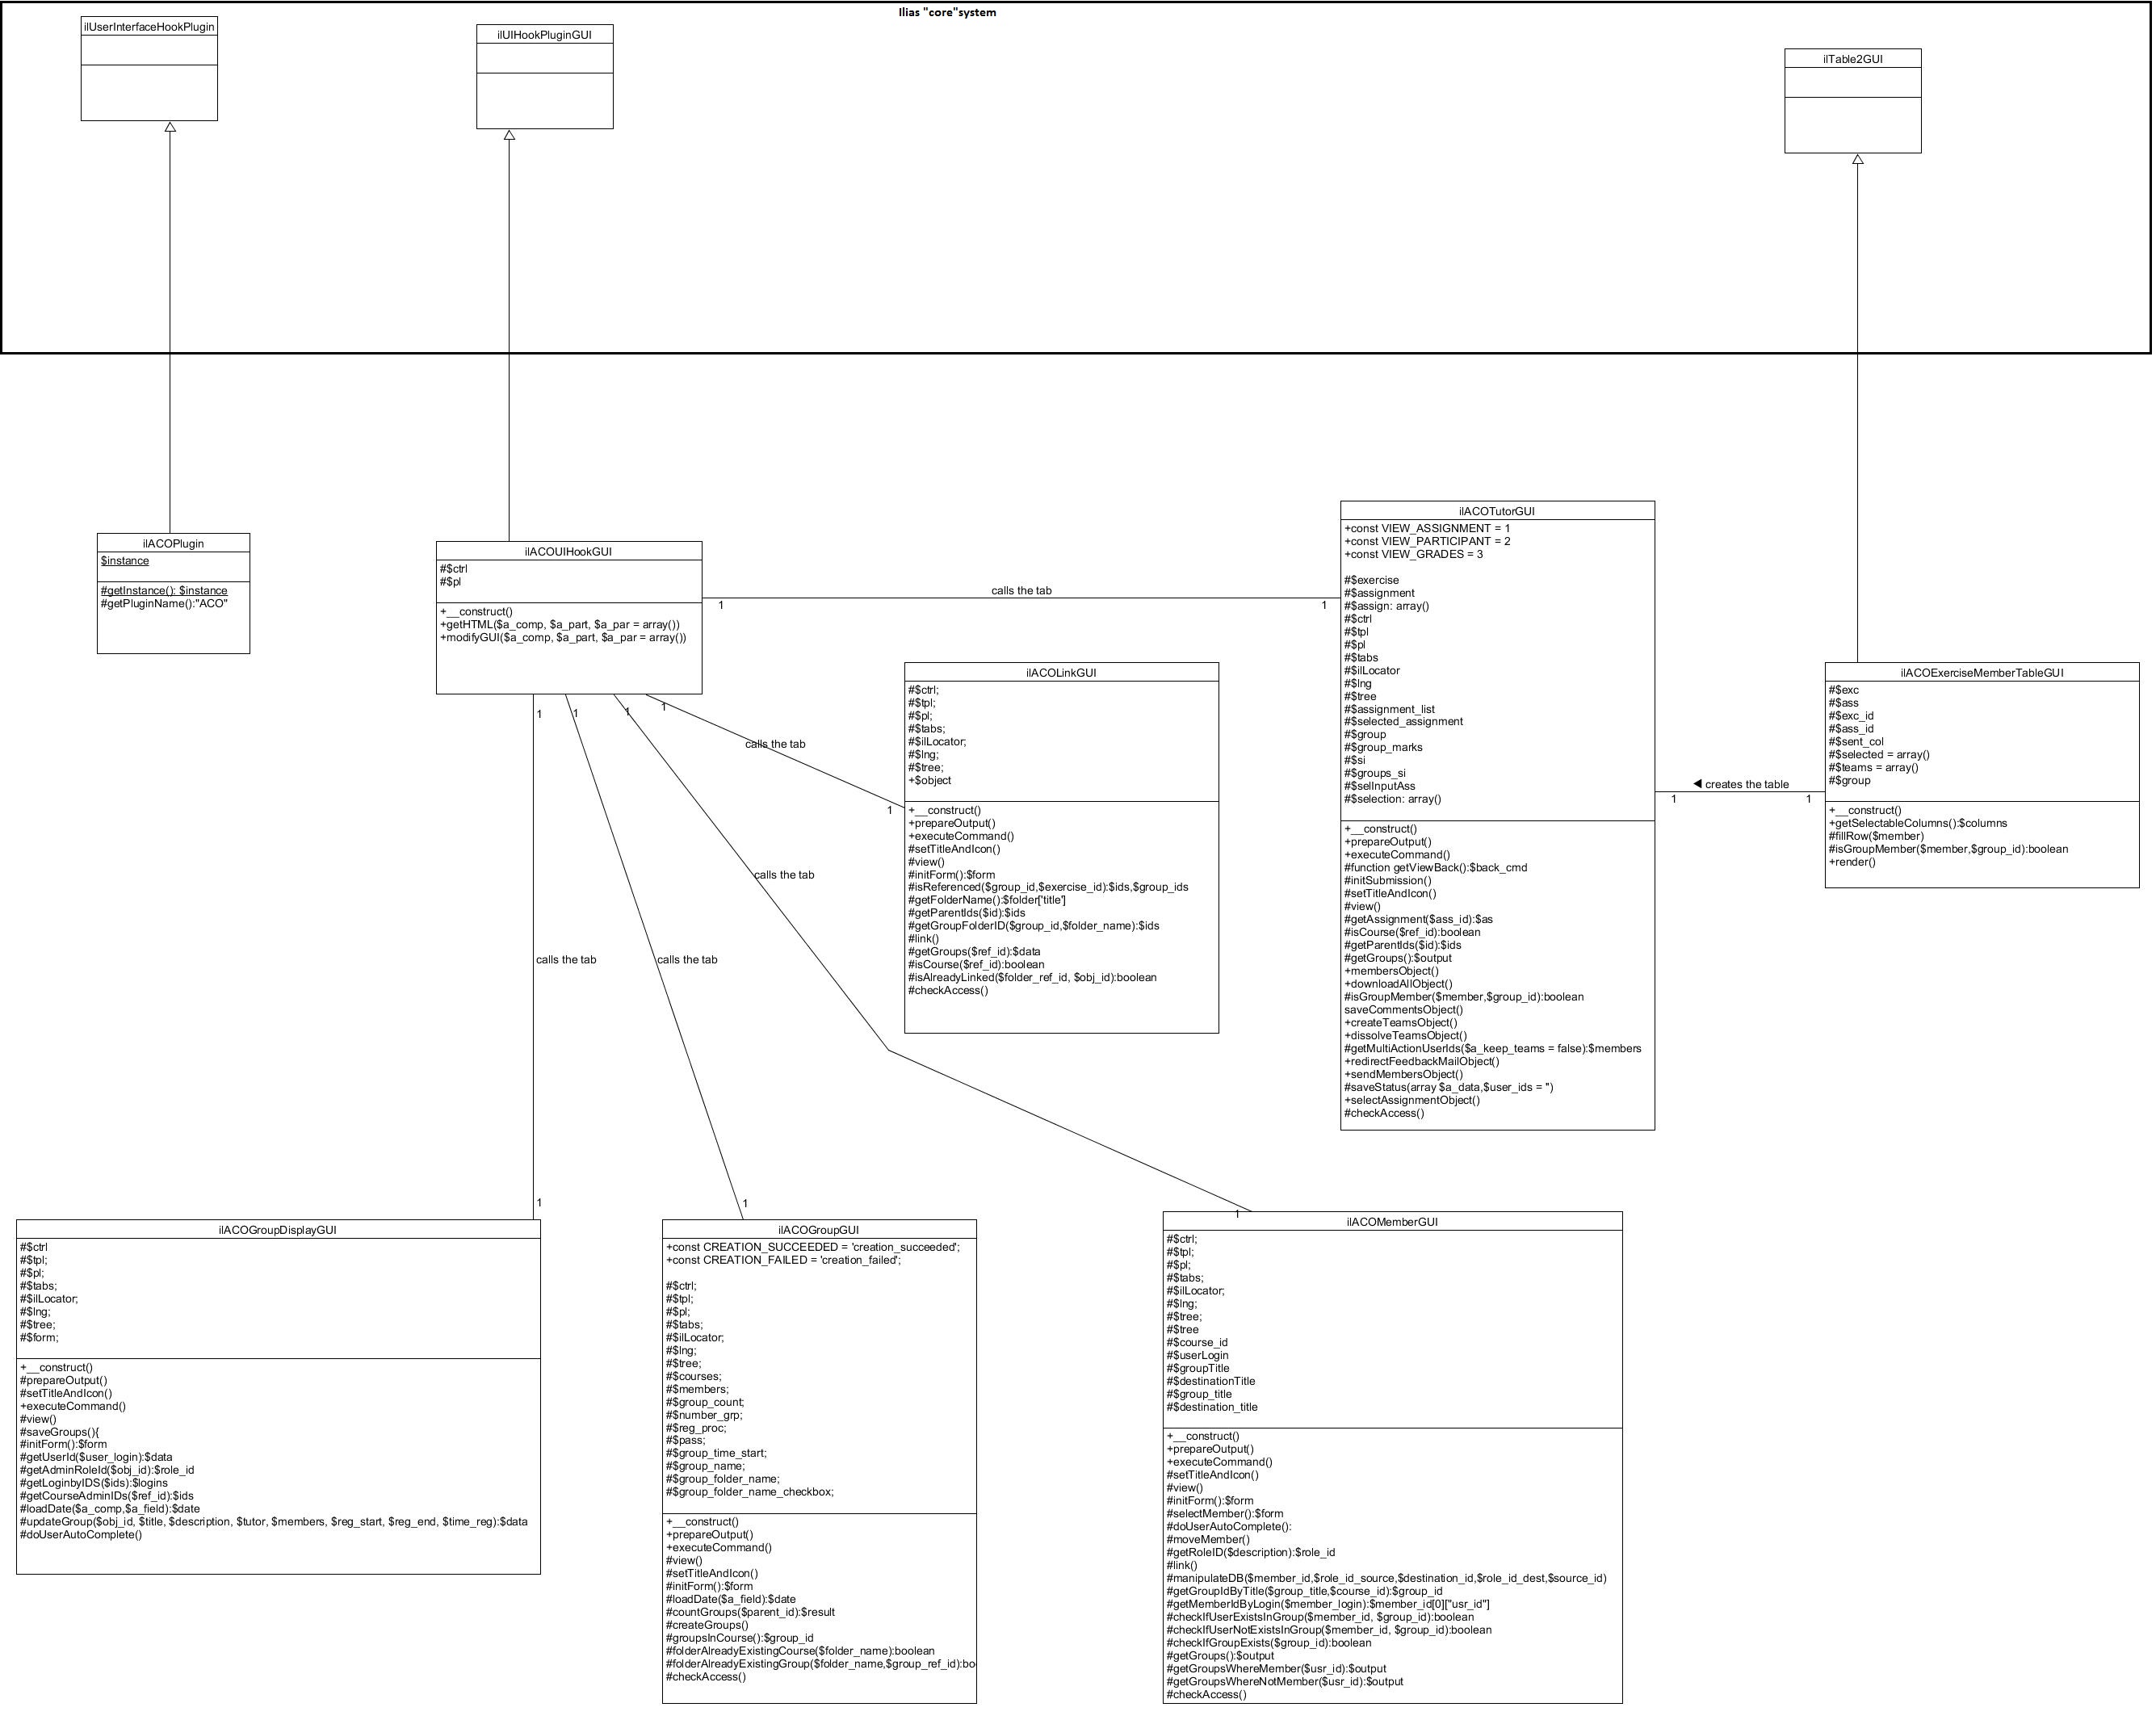 Ilias "core"system
ilUserInterfaceHookPlugin
ilUIHookPluginGUI
ilTable2GUI
ilACOPlugin
$instance
#getInstance(): $instance
#getPluginName():"ACO"
ilACOUIHookGUI
#$ctrl
#$pl
+__construct()
+getHTML($a_comp, $a_part, $a_par = array())
+modifyGUI($a_comp, $a_part, $a_par = array())
calls the tab
1
1
ilACOTutorGUI
+const VIEW_ASSIGNMENT = 1
+const VIEW_PARTICIPANT = 2
+const VIEW_GRADES = 3
#$exercise
#$assignment
#$assign: array()
#$ctrl
#$tpl
#$pl
#$tabs
#$ilLocator
#$lng
#$tree
#$assignment_list
#$selected_assignment
#$group
#$group_marks
#$si
#$groups_si
#$selInputAss
#$selection: array()
+__construct()
+prepareOutput()
+executeCommand()
#function getViewBack():$back_cmd
#initSubmission()
#setTitleAndIcon()
#view()
#getAssignment($ass_id):$as
#isCourse($ref_id):boolean
#getParentIds($id):$ids
#getGroups():$output
+membersObject()
+downloadAllObject()
#isGroupMember($member,$group_id):boolean
saveCommentsObject()
+createTeamsObject()
+dissolveTeamsObject()
#getMultiActionUserIds($a_keep_teams = false):$members
+redirectFeedbackMailObject()
+sendMembersObject()
#saveStatus(array $a_data,$user_ids = '')
+selectAssignmentObject()
#checkAccess()
◀ creates the table
1
1
ilACOExerciseMemberTableGUI
#$exc
#$ass
#$exc_id
#$ass_id
#$sent_col
#$selected = array()
#$teams = array()
#$group
+__construct()
+getSelectableColumns():$columns
#fillRow($member)
#isGroupMember($member,$group_id):boolean
+render()
1
1
1
1
calls the tab
1
ilACOLinkGUI
#$ctrl;
#$tpl;
#$pl;
#$tabs;
#$ilLocator;
#$lng;
#$tree;
+$object
+__construct()
+prepareOutput()
+executeCommand()
#setTitleAndIcon()
#view()
#initForm():$form
#isReferenced($group_id,$exercise_id):$ids,$group_ids
#getFolderName():$folder['title']
#getParentIds($id):$ids
#getGroupFolderID($group_id,$folder_name):$ids
#link()
#getGroups($ref_id):$data
#isCourse($ref_id):boolean
#isAlreadyLinked($folder_ref_id, $obj_id):boolean
#checkAccess()
calls the tab
calls the tab
calls the tab
1
1
1
ilACOGroupDisplayGUI
#$ctrl
#$tpl;
#$pl;
#$tabs;
#$ilLocator;
#$lng;
#$tree;
#$form;
+__construct()
#prepareOutput()
#setTitleAndIcon()
+executeCommand()
#view()
#saveGroups(){
#initForm():$form
#getUserId($user_login):$data
#getAdminRoleId($obj_id):$role_id
#getLoginbyIDS($ids):$logins
#getCourseAdminIDs($ref_id):$ids
#loadDate($a_comp,$a_field):$date
#updateGroup($obj_id, $title, $description, $tutor, $members, $reg_start, $reg_end, $time_reg):$data
#doUserAutoComplete()
ilACOGroupGUI
+const CREATION_SUCCEEDED = 'creation_succeeded';
+const CREATION_FAILED = 'creation_failed';
#$ctrl;
#$tpl;
#$pl;
#$tabs;
#$ilLocator;
#$lng;
#$tree;
#$courses;
#$members;
#$group_count;
#$number_grp;
#$reg_proc;
#$pass;
#$group_time_start;
#$group_name;
#$group_folder_name;
#$group_folder_name_checkbox;
+__construct()
+prepareOutput()
+executeCommand()
#view()
#setTitleAndIcon()
#initForm():$form
#loadDate($a_field):$date
#countGroups($parent_id):$result
#createGroups()
#groupsInCourse():$group_id
#folderAlreadyExistingCourse($folder_name):boolean
#folderAlreadyExistingGroup($folder_name,$group_ref_id):bo
#checkAccess()
ilACOMemberGUI
#$ctrl;
#$tpl;
#$pl;
#$tabs;
#$ilLocator;
#$lng;
#$tree;
#$tree
#$course_id
#$userLogin
#$groupTitle
#$destinationTitle
#$group_title
#$destination_title
+__construct()
+prepareOutput()
+executeCommand()
#setTitleAndIcon()
#view()
#initForm():$form
#selectMember():$form
#doUserAutoComplete():
#moveMember()
#getRoleID($description):$role_id
#link()
#manipulateDB($member_id,$role_id_source,$destination_id,$role_id_dest,$source_id)
#getGroupIdByTitle($group_title,$course_id):$group_id
#getMemberIdByLogin($member_login):$member_id[0]["usr_id"]
#checkIfUserExistsInGroup($member_id, $group_id):boolean
#checkIfUserNotExistsInGroup($member_id, $group_id):boolean
#checkIfGroupExists($group_id):boolean
#getGroups():$output
#getGroupsWhereMember($usr_id):$output
#getGroupsWhereNotMember($usr_id):$output
#checkAccess()